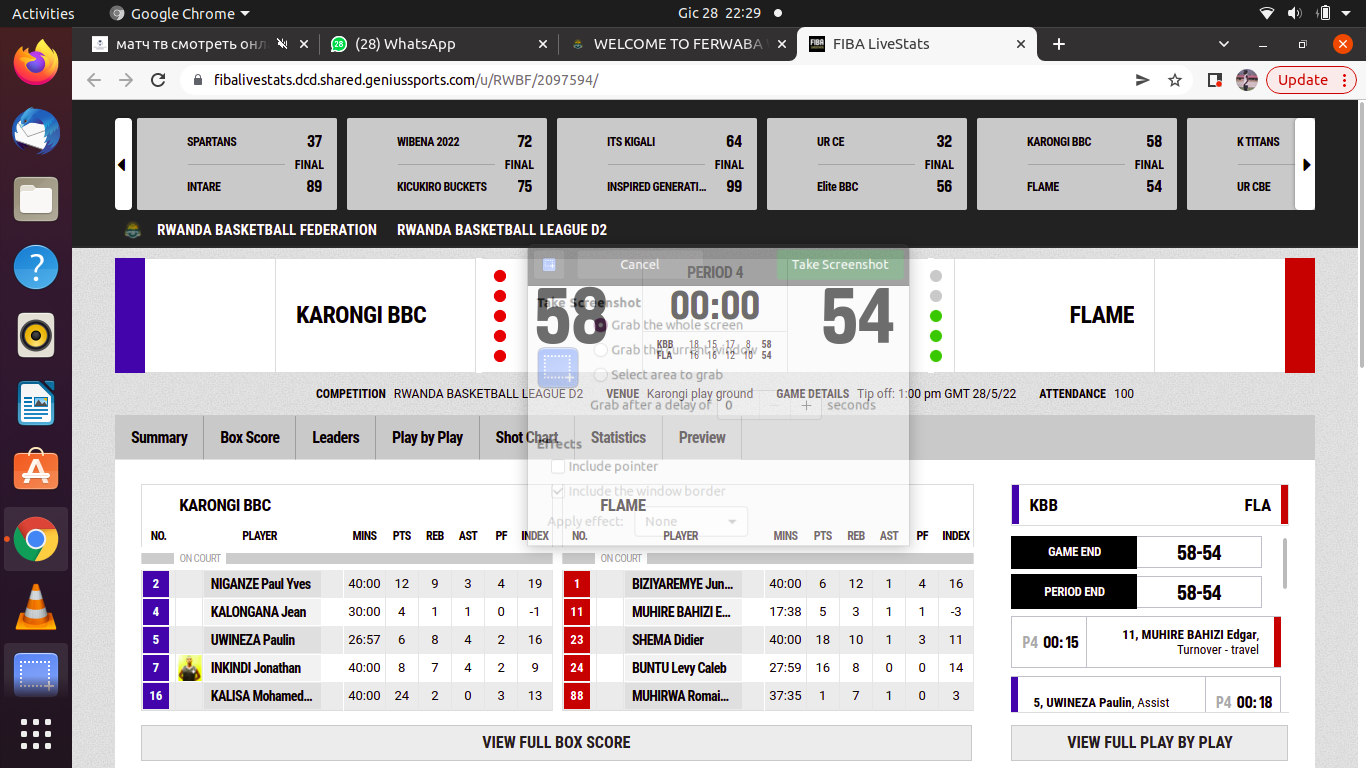 Activities Google Chrome Gic 28 22:29
матч тв смотреть онл (28) WhatsApp WELCOME TO FERWABA FIBA LiveStats
fibalivestats.dcd.shared.geniussports.com/u/RWBF/2097594/ Update
SPARTANS 37 WIBENA 2022 72 ITS KIGALI 64 UR CE 32 KARONGI BBC 58 K TITANS
FINAL FINAL FINAL FINAL FINAL
INTARE 89 KICUKIRO BUCKETS 75 INSPIRED GENERATI... 99 Elite BBC 56 FLAME 54 UR CBE
RWANDA BASKETBALL FEDERATION RWANDA BASKETBALL LEAGUE D2
Cancel Take Screenshot
PERIOD 4
Take Screenshot
KARONGI BBC 58 00:00 54 FLAME
Grab the whole screen
KBB 18 15 17 8 58
Grab the current window
FLA 16 18 12 10 54
Select area to grab
COMPETITION RWANDA BASKETBALL LEAGUE D2 VENUE Karongi play ground GAME DETAILS Tip off: 1:00 pm GMT 28/5/22 ATTENDANCE 100
Grab after a delay of 0 - + seconds
Summary Box Score Leaders Play by Play Shot Chart Statistics Preview
Effects
Include pointer
Include the window border
Apply effect: None
KARONGI BBC FLAME
NO. PLAYER MINS PTS REB AST PF INDEX NO. PLAYER MINS PTS REB AST PF INDEX
ON COURT ON COURT
2 NIGANZE Paul Yves 40:00 12 9 3 4 19 1 BIZIYAREMYE Jun... 40:00 6 12 1 4 16
4 KALONGANA Jean 30:00 4 1 1 0 -1 11 MUHIRE BAHIZI E... 17:38 5 3 1 1 -3
5 UWINEZA Paulin 26:57 6 8 4 2 16 23 SHEMA Didier 40:00 18 10 1 3 11
7 INKINDI Jonathan 40:00 8 7 4 2 9 24 BUNTU Levy Caleb 27:59 16 8 0 0 14
16 KALISA Mohamed... 40:00 24 2 0 3 13 88 MUHIRWA Romai... 37:35 1 7 1 0 3
VIEW FULL BOX SCORE
KBB FLA
GAME END 58-54
PERIOD END 58-54
P4 00:15 11, MUHIRE BAHIZI Edgar,
Turnover - travel
5, UWINEZA Paulin, Assist P4 00:18
VIEW FULL PLAY BY PLAY